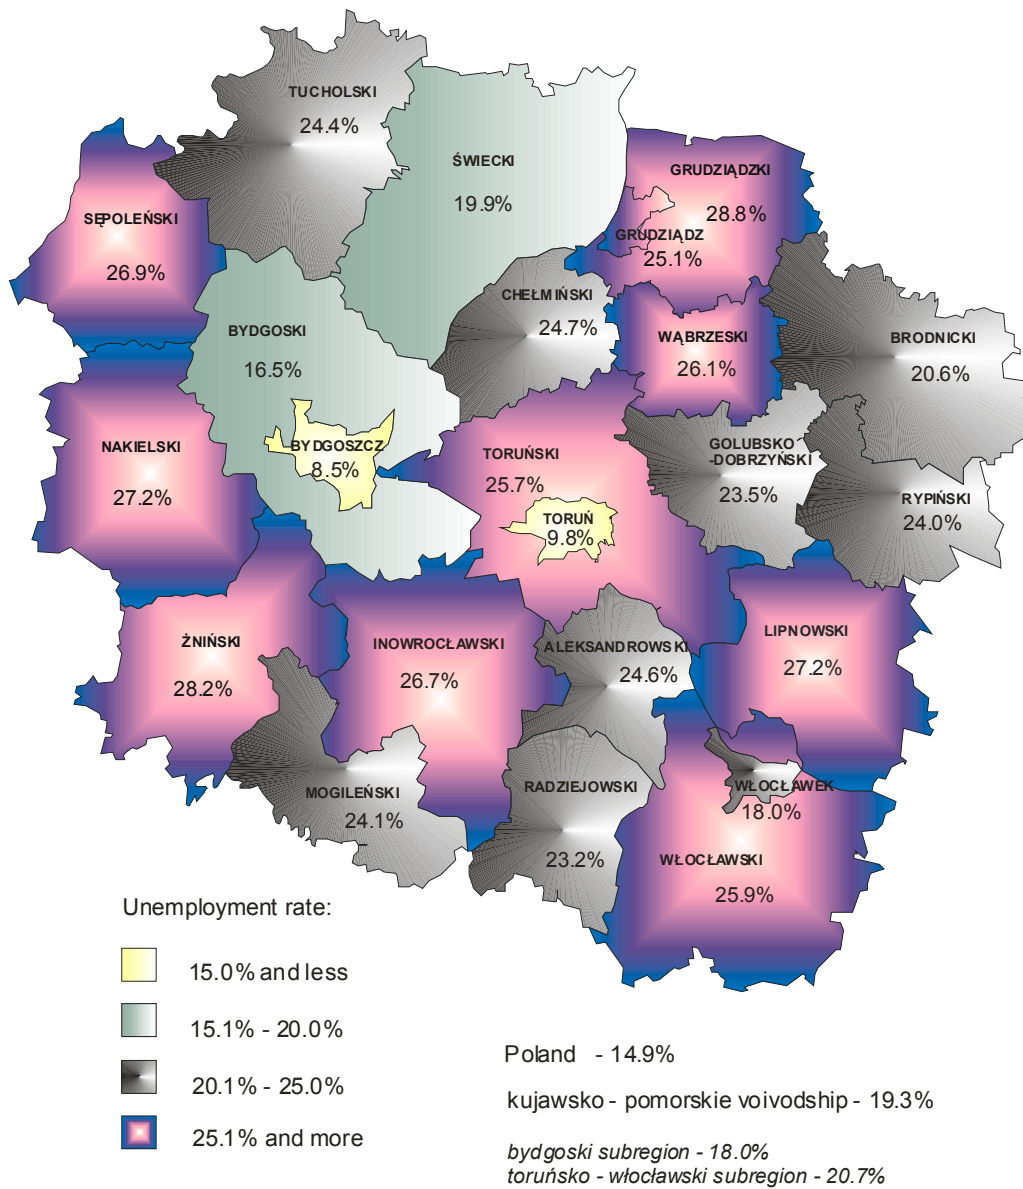 TUCHOLSKI
24.4%
ŚWIECKI
19.9%
GRUDZIĄDZKI
28.8%
GRUDZIĄDZ
25.1%
SĘPOLEŃSKI
26.9%
CHEŁMIŃSKI
24.7%
BYDGOSKI
16.5%
WĄBRZESKI
26.1%
BRODNICKI
20.6%
BYDGOSZCZ
8.5%
NAKIELSKI
27.2%
TORUŃSKI
25.7%
GOLUBSKO
-DOBRZYŃSKI
23.5%
RYPIŃSKI
24.0%
TORUŃ
9.8%
ŻNIŃSKI
28.2%
INOWROCŁAWSKI
26.7%
ALEKSANDROWSKI
24.6%
LIPNOWSKI
27.2%
MOGILEŃSKI
24.1%
RADZIEJOWSKI
23.2%
WŁOCŁAWEK
18.0%
WŁOCŁAWSKI
25.9%
Unemployment rate:
15.0% and less
15.1% - 20.0%
20.1% - 25.0%
25.1% and more
Poland - 14.9%
kujawsko - pomorskie voivodship - 19.3%
bydgoski subregion - 18.0%
toruńsko - włocławski subregion - 20.7%